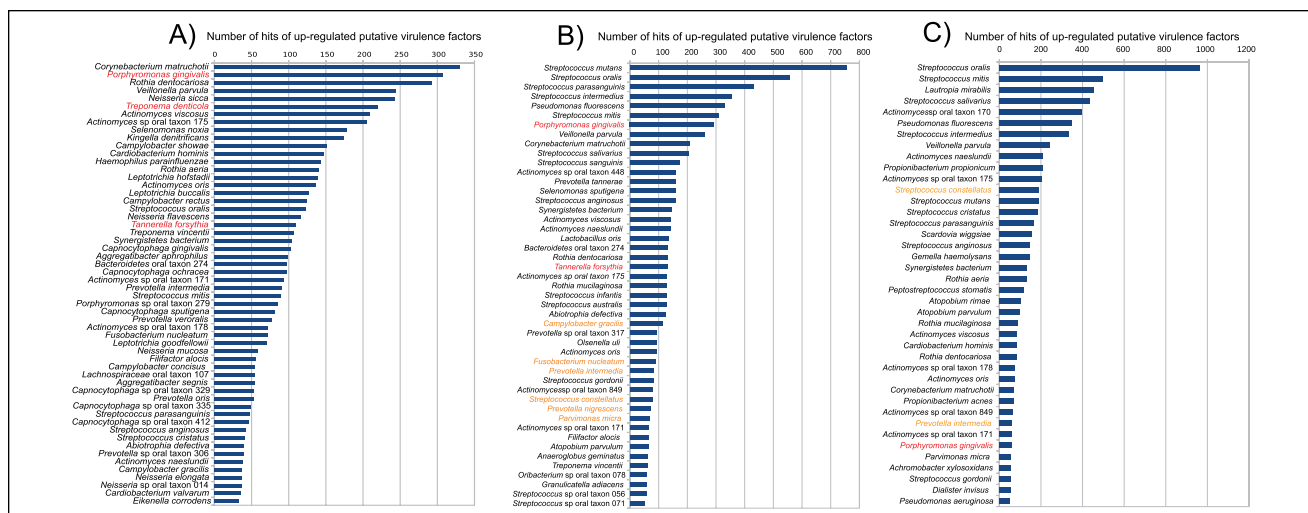 A)
Number of hits of up-regulated putative virulence factors
0 50 100 150 200 250 300 350
Corynebacterium matruchotii
Porphyromonas gingivalis
Rothia dentocariosa
Veillonella parvula
Neisseria sicca
Treponema denticola
Actinomyces viscosus
Actinomyces sp oral taxon 175
Selenomonas noxia
Kingella denitrificans
Campylobacter showae
Cardiobacterium hominis
Haemophilus parainfluenzae
Rothia aeria
Leptotrichia hofstadii
Actinomyces oris
Leptotrichia buccalis
Campylobacter rectus
Streptococcus oralis
Neisseria flavescens
Tannerella forsythia
Treponema vincentii
Synergistetes bacterium
Capnocytophaga gingivalis
Aggregatibacter aphrophilus
Bacteroidetes oral taxon 274
Capnocytophaga ochracea
Actinomyces sp oral taxon 171
Prevotella intermedia
Streptococcus mitis
Porphyromonas sp oral taxon 279
Capnocytophaga sputigena
Prevotella veroralis
Actinomyces sp oral taxon 178
Fusobacterium nucleatum
Leptotrichia goodfellowii
Neisseria mucosa
Filifactor alocis
Campylobacter concisus
Lachnospiraceae oral taxon 107
Aggregatibacter segnis
Capnocytophaga sp oral taxon 329
Prevotella oris
Capnocytophaga sp oral taxon 335
Streptococcus parasanguinis
Capnocytophaga sp oral taxon 412
Streptococcus anginosus
Streptococcus cristatus
Abiotrophia defectiva
Prevotella sp oral taxon 306
Actinomyces naeslundii
Campylobacter gracilis
Neisseria elongata
Neisseria sp oral taxon 014
Cardiobacterium valvarum
Eikenella corrodens
B)
Number of hits of up-regulated putative virulence factors
0 100 200 300 400 500 600 700 800
Streptococcus mutans
Streptococcus oralis
Streptococcus parasanguinis
Streptococcus intermedius
Pseudomonas fluorescens
Streptococcus mitis
Porphyromonas gingivalis
Veillonella parvula
Corynebacterium matruchotii
Streptococcus salivarius
Streptococcus sanguinis
Actinomyces sp oral taxon 448
Prevotella tannerae
Selenomonas sputigena
Streptococcus anginosus
Synergistetes bacterium
Actinomyces viscosus
Actinomyces naeslundii
Lactobacillus oris
Bacteroidetes oral taxon 274
Rothia dentocariosa
Tannerella forsythia
Actinomyces sp oral taxon 175
Rothia mucilaginosa
Streptococcus infantis
Streptococcus australis
Abiotrophia defectiva
Campylobacter gracilis
Prevotella sp oral taxon 317
Olsenella uli
Actinomyces oris
Fusobacterium nucleatum
Prevotella intermedia
Streptococcus gordonii
Actinomycessp oral taxon 849
Streptococcus constellatus
Prevotella nigrescens
Parvimonas micra
Actinomyces sp oral taxon 171
Filifactor alocis
Atopobium parvulum
Anaeroglobus geminatus
Treponema vincentii
Oribacterium sp oral taxon 078
Granulicatella adiacens
Streptococcus sp oral taxon 056
Streptococcus sp oral taxon 071
C)
Number of hits of up-regulated putative virulence factors
0 200 400 600 800 1000 1200
Streptococcus oralis
Streptococcus mitis
Lautropia mirabilis
Streptococcus salivarius
Actinomycessp oral taxon 170
Pseudomonas fluorescens
Streptococcus intermedius
Veillonella parvula
Actinomyces naeslundii
Propionibacterium propionicum
Actinomyces sp oral taxon 175
Streptococcus constellatus
Streptococcus mutans
Streptococcus cristatus
Streptococcus parasanguinis
Scardovia wiggsiae
Streptococcus anginosus
Gemella haemolysans
Synergistetes bacterium
Rothia aeria
Peptostreptococcus stomatis
Atopobium rimae
Atopobium parvulum
Rothia mucilaginosa
Actinomyces viscosus
Cardiobacterium hominis
Rothia dentocariosa
Actinomyces sp oral taxon 178
Actinomyces oris
Corynebacterium matruchotii
Propionibacterium acnes
Actinomyces sp oral taxon 849
Prevotella intermedia
Actinomyces sp oral taxon 171
Porphyromonas gingivalis
Parvimonas micra
Achromobacter xylosoxidans
Streptococcus gordonii
Dialister invisus
Pseudomonas aeruginosa